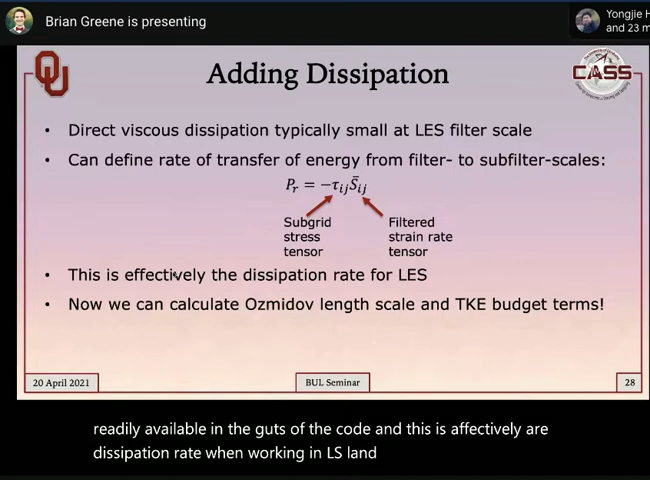 Brian Greene is presenting
Yongjie H
and 23 m
OU
CASS
Adding Dissipation
• Direct viscous dissipation typically small at LES filter scale
• Can define rate of transfer of energy from filter- to subfilter-scales:
Pᵣ = −τᵢⱼS̄ᵢⱼ
Subgrid
stress
tensor
Filtered
strain rate
tensor
• This is effectively the dissipation rate for LES
• Now we can calculate Ozmidov length scale and TKE budget terms!
20 April 2021
BUL Seminar
28
readily available in the guts of the code and this is affectively are
dissipation rate when working in LS land